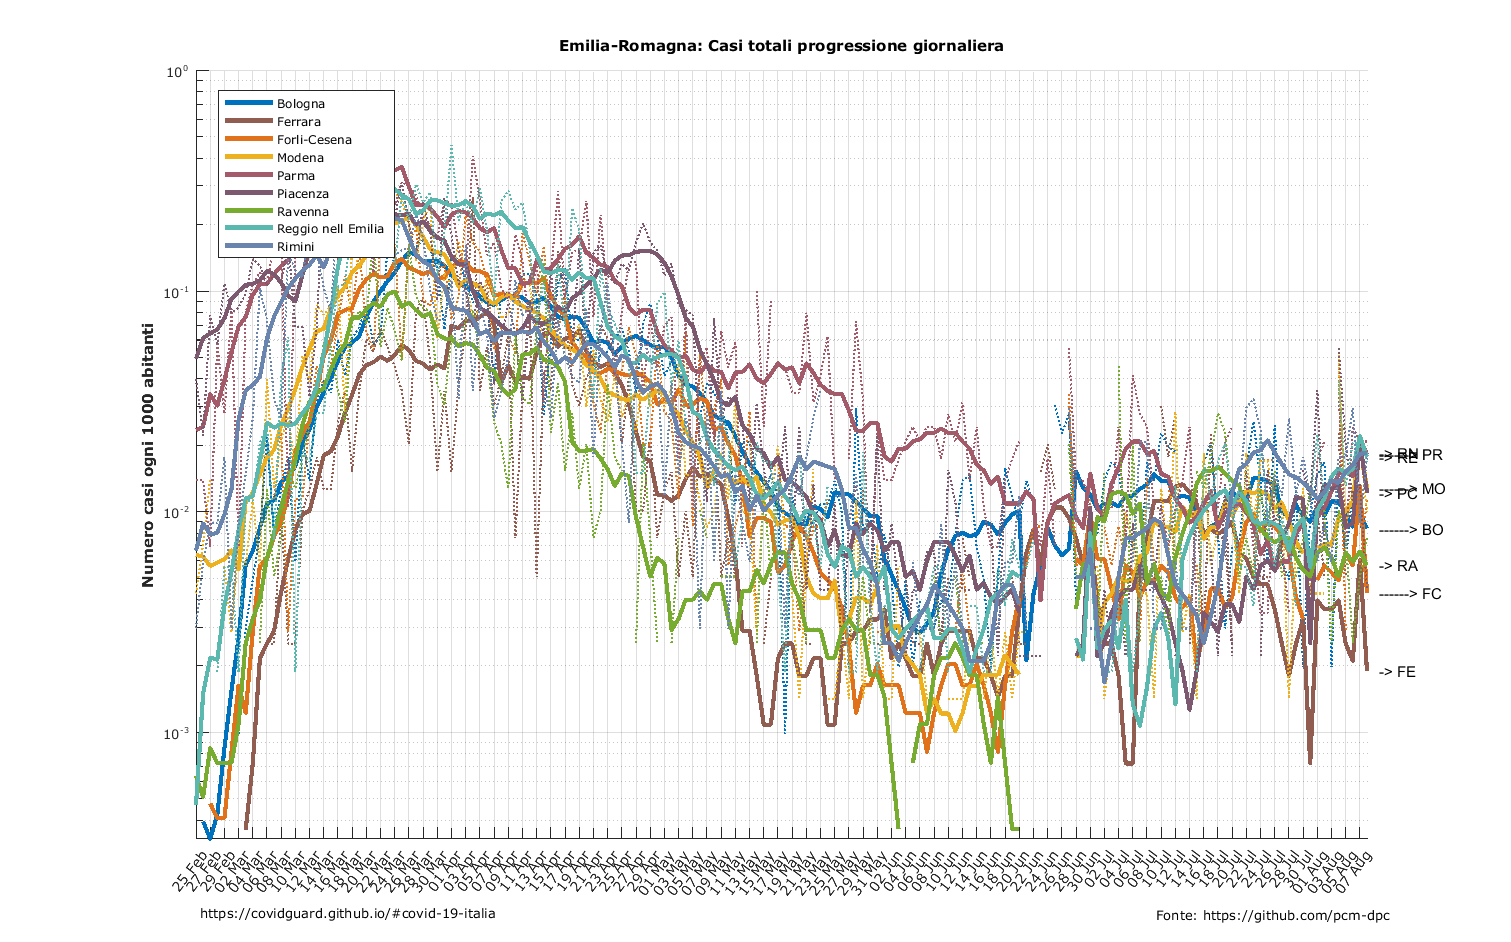 Emilia-Romagna: Casi totali progressione giornaliera
Numero casi ogni 1000 abitanti
10^0
10^-1
10^-2
10^-3
Bologna
Ferrara
Forli-Cesena
Modena
Parma
Piacenza
Ravenna
Reggio nell Emilia
Rimini
PR
-> RE
------> MO
-> PC
------> BO
-> RA
------> FC
-> FE
25 Feb
27 Feb
29 Feb
02 Mar
04 Mar
06 Mar
08 Mar
10 Mar
12 Mar
14 Mar
16 Mar
18 Mar
20 Mar
22 Mar
24 Mar
26 Mar
28 Mar
30 Mar
01 Apr
03 Apr
05 Apr
07 Apr
09 Apr
11 Apr
13 Apr
15 Apr
17 Apr
19 Apr
21 Apr
23 Apr
25 Apr
27 Apr
29 Apr
01 May
03 May
05 May
07 May
09 May
11 May
13 May
15 May
17 May
19 May
21 May
23 May
25 May
27 May
29 May
31 May
02 Jun
04 Jun
06 Jun
08 Jun
10 Jun
12 Jun
14 Jun
16 Jun
18 Jun
20 Jun
22 Jun
24 Jun
26 Jun
28 Jun
30 Jun
02 Jul
04 Jul
06 Jul
08 Jul
10 Jul
12 Jul
14 Jul
16 Jul
18 Jul
20 Jul
22 Jul
24 Jul
26 Jul
28 Jul
30 Jul
01 Aug
03 Aug
05 Aug
07 Aug
https://covidguard.github.io/#covid-19-italia
Fonte: https://github.com/pcm-dpc